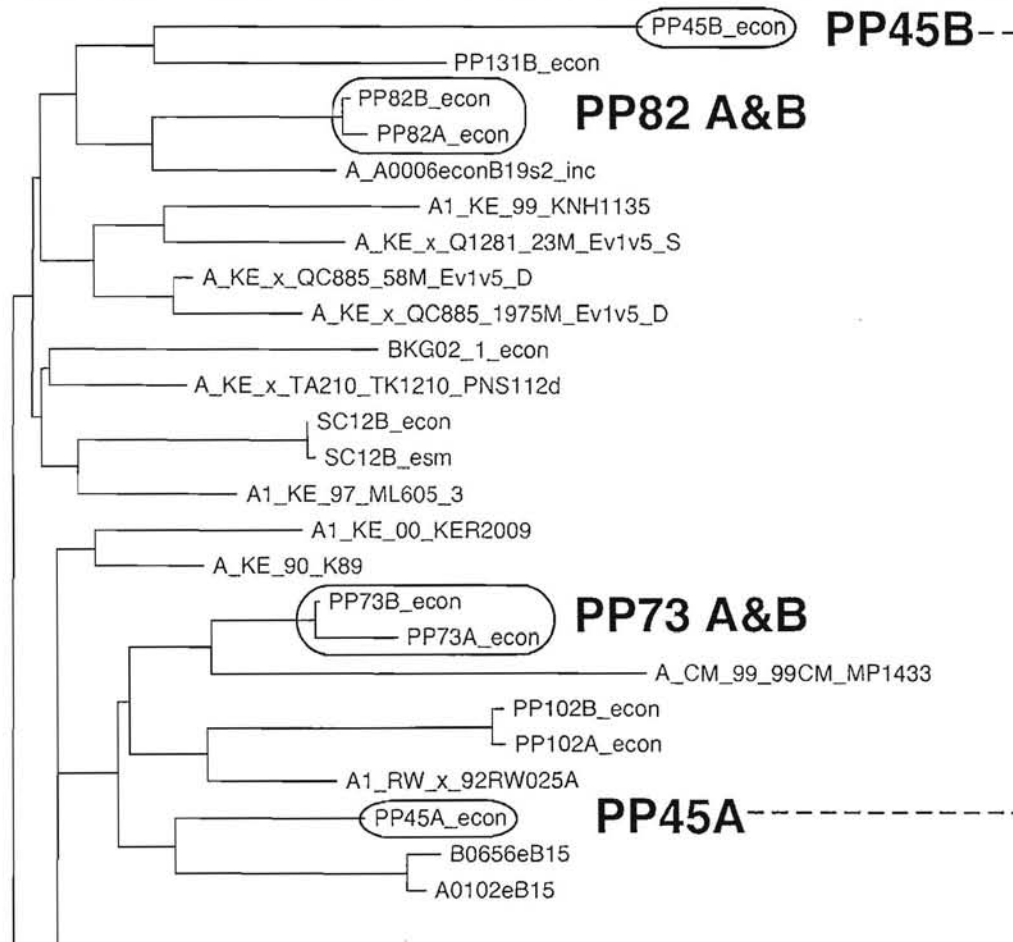 PP45B_econ PP45B
PP131B_econ
PP82B_econ
PP82 A&B
PP82A_econ
A_A0006econB19s2_inc
A1_KE_99_KNH1135
A_KE_x_Q1281_23M_Ev1v5_S
A_KE_x_QC885_58M_Ev1v5_D
A_KE_x_QC885_1975M_Ev1v5_D
BKG02_1_econ
A_KE_x_TA210_TK1210_PNS112d
SC12B_econ
SC12B_esm
A1_KE_97_ML605_3
A1_KE_00_KER2009
A_KE_90_K89
PP73B_econ
PP73 A&B
PP73A_econ
A_CM_99_99CM_MP1433
PP102B_econ
PP102A_econ
A1_RW_x_92RW025A
PP45A_econ PP45A
B0656eB15
A0102eB15